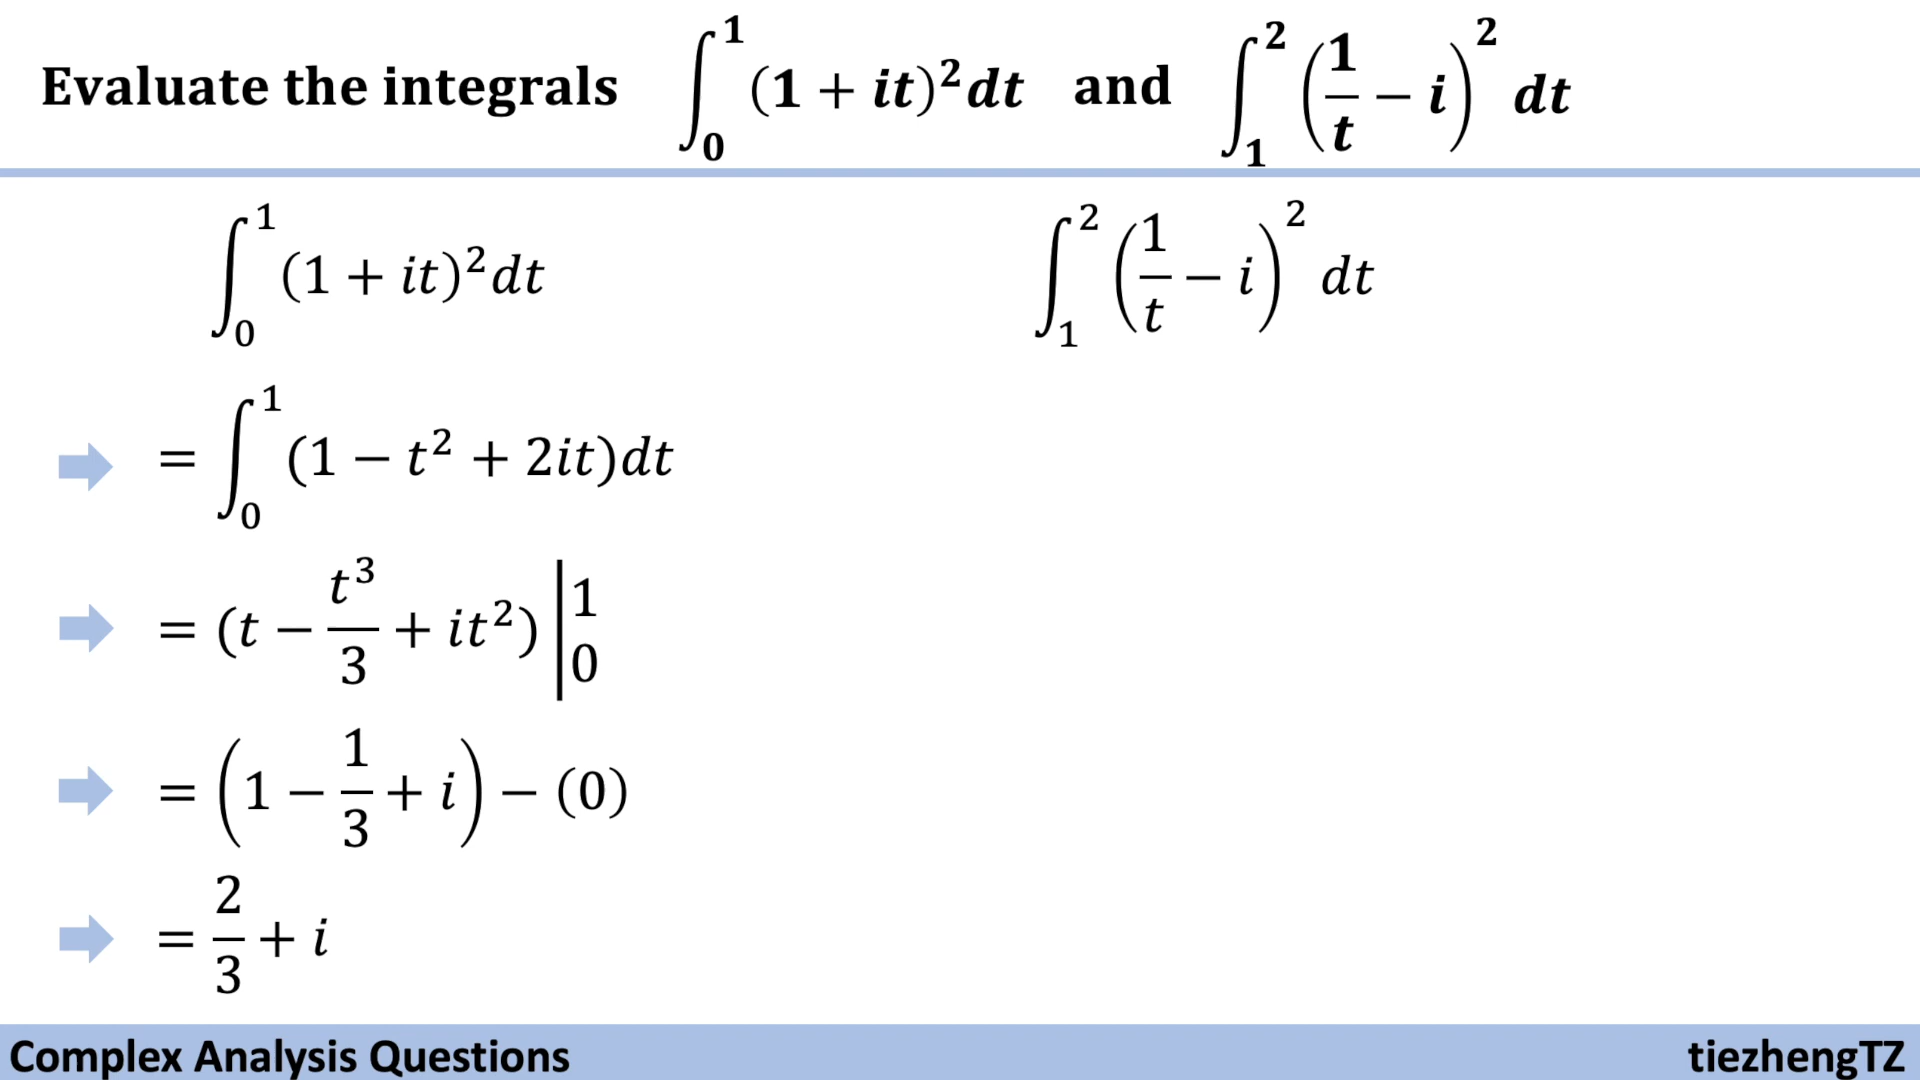 Evaluate the integrals ∫₀¹ (1 + it)² dt and ∫₁² (1/t − i)² dt
∫₀¹ (1 + it)² dt
= ∫₀¹ (1 − t² + 2it)dt
= (t − t³/3 + it²) |₀¹
= (1 − 1/3 + i) − (0)
= 2/3 + i
∫₁² (1/t − i)² dt
Complex Analysis Questions
tiezhengTZ